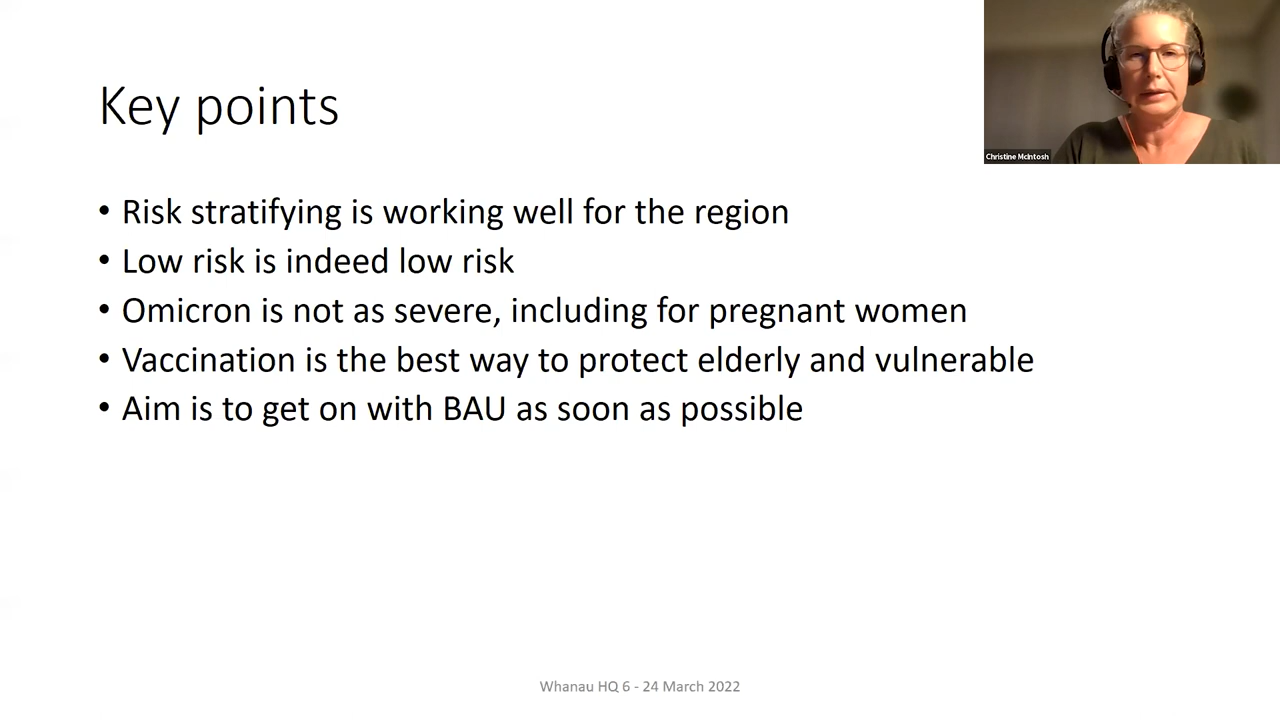 Key points
Christine McIntosh
• Risk stratifying is working well for the region
• Low risk is indeed low risk
• Omicron is not as severe, including for pregnant women
• Vaccination is the best way to protect elderly and vulnerable
• Aim is to get on with BAU as soon as possible
Whanau HQ 6 - 24 March 2022